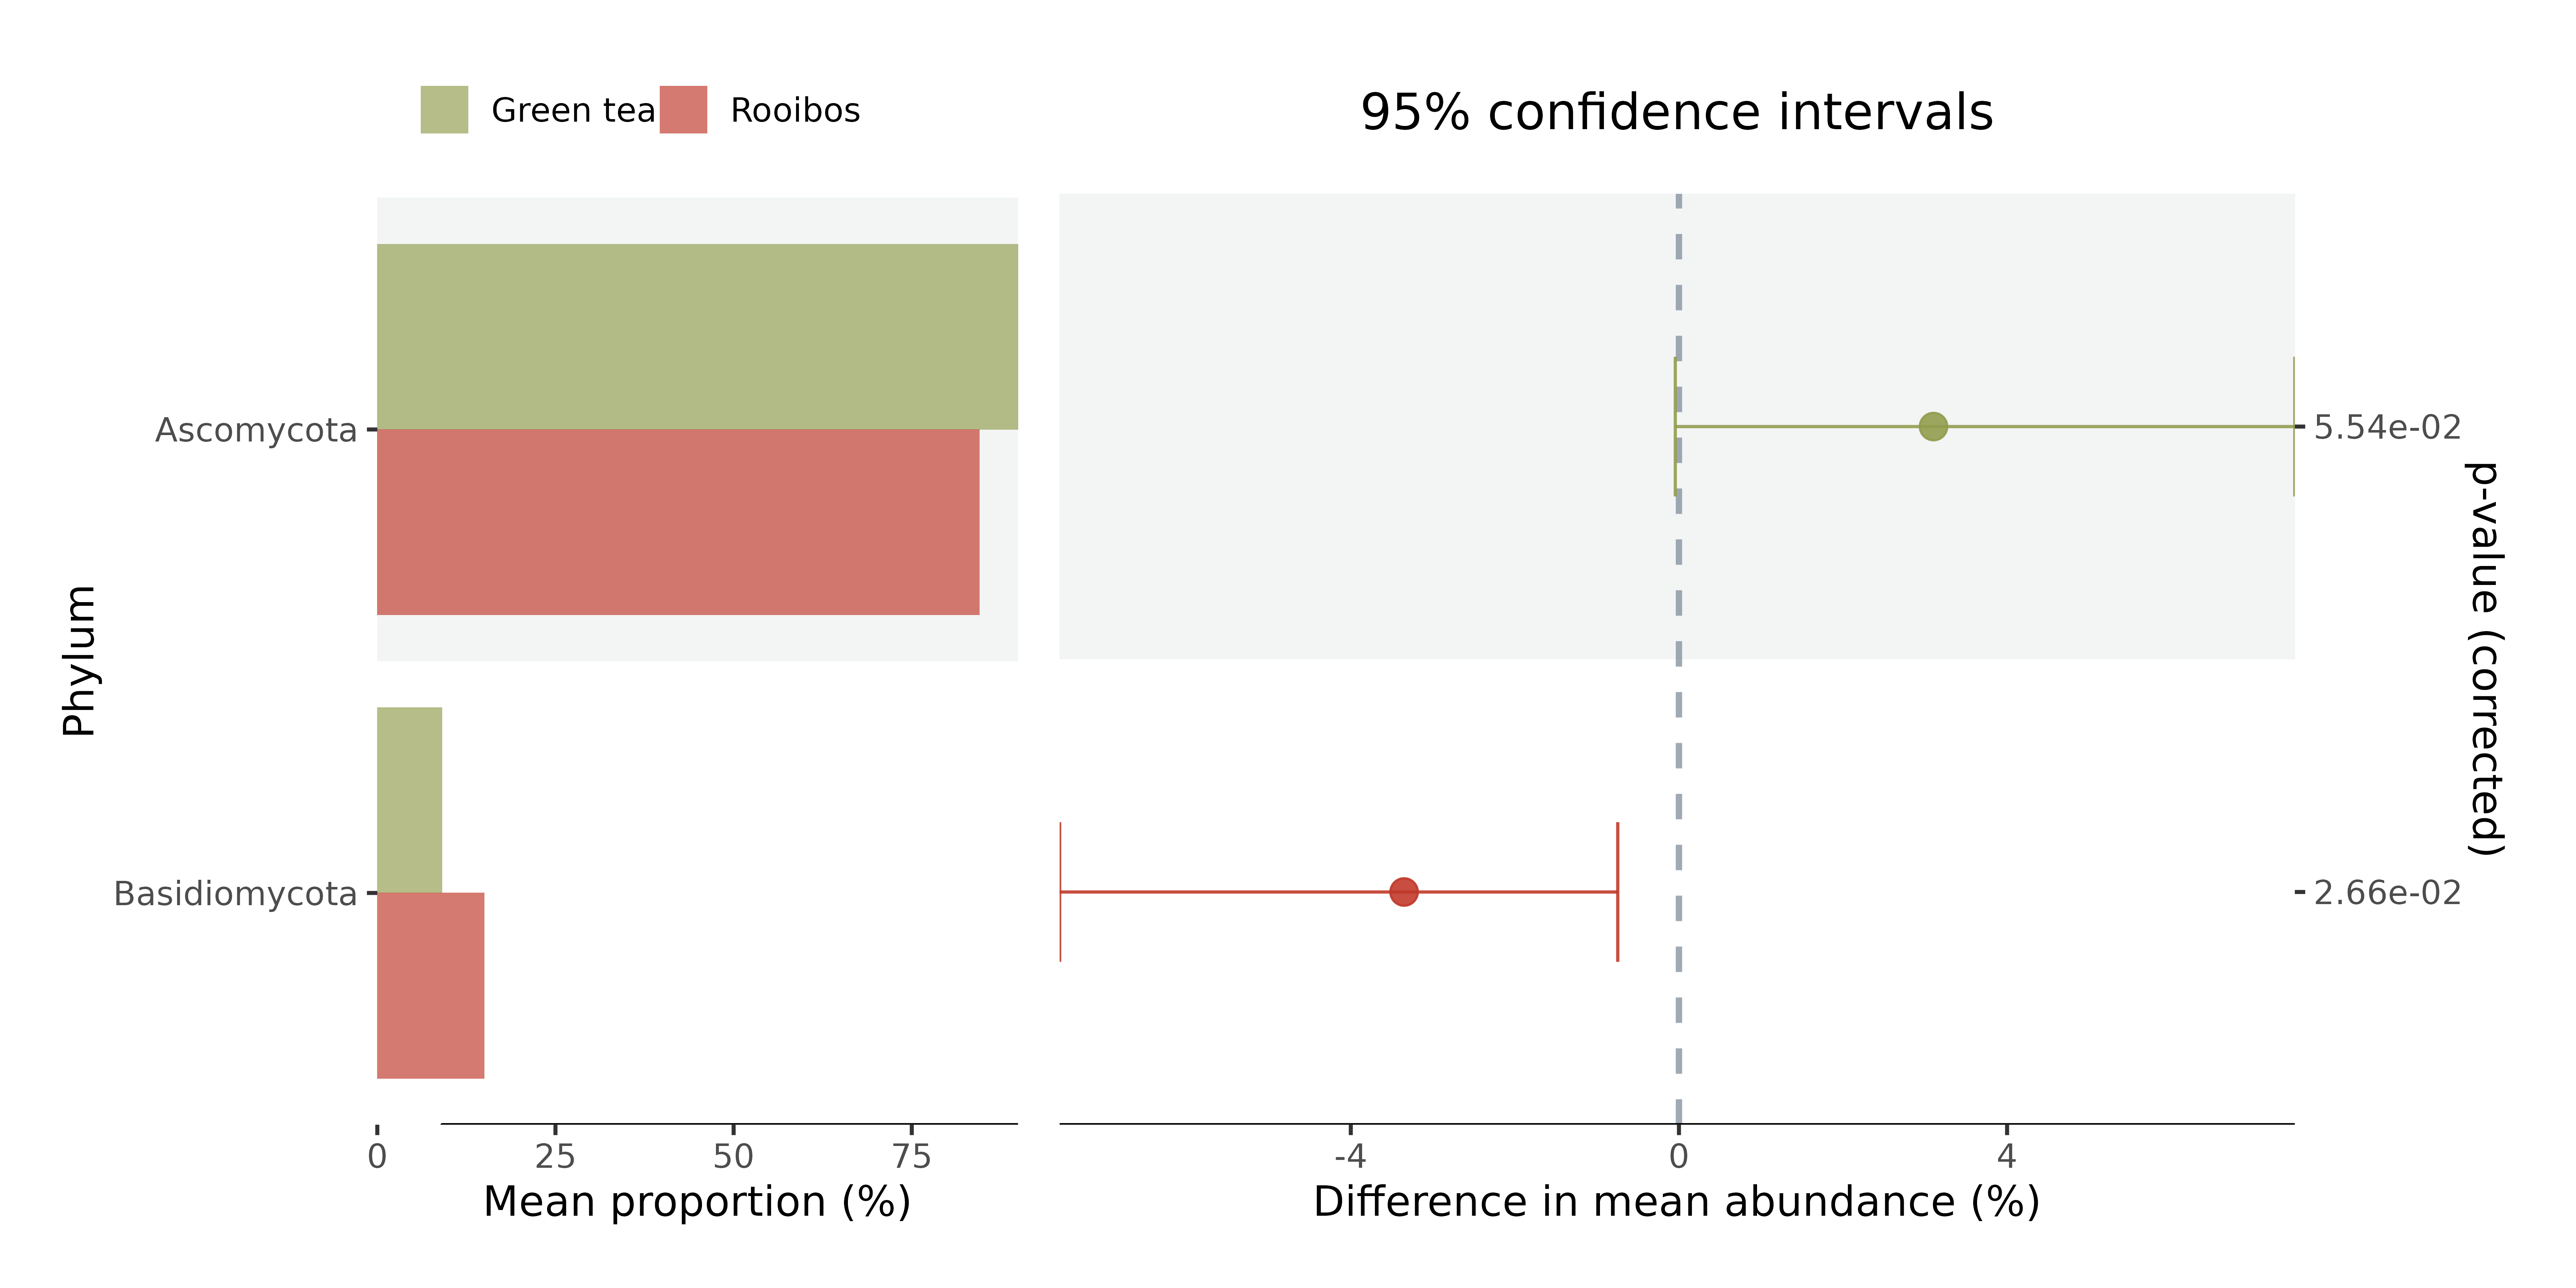 Green tea Rooibos
95% confidence intervals
Phylum
Ascomycota
Basidiomycota
5.54e-02
2.66e-02
p-value (corrected)
0 25 50 75
Mean proportion (%)
-4 0 4
Difference in mean abundance (%)